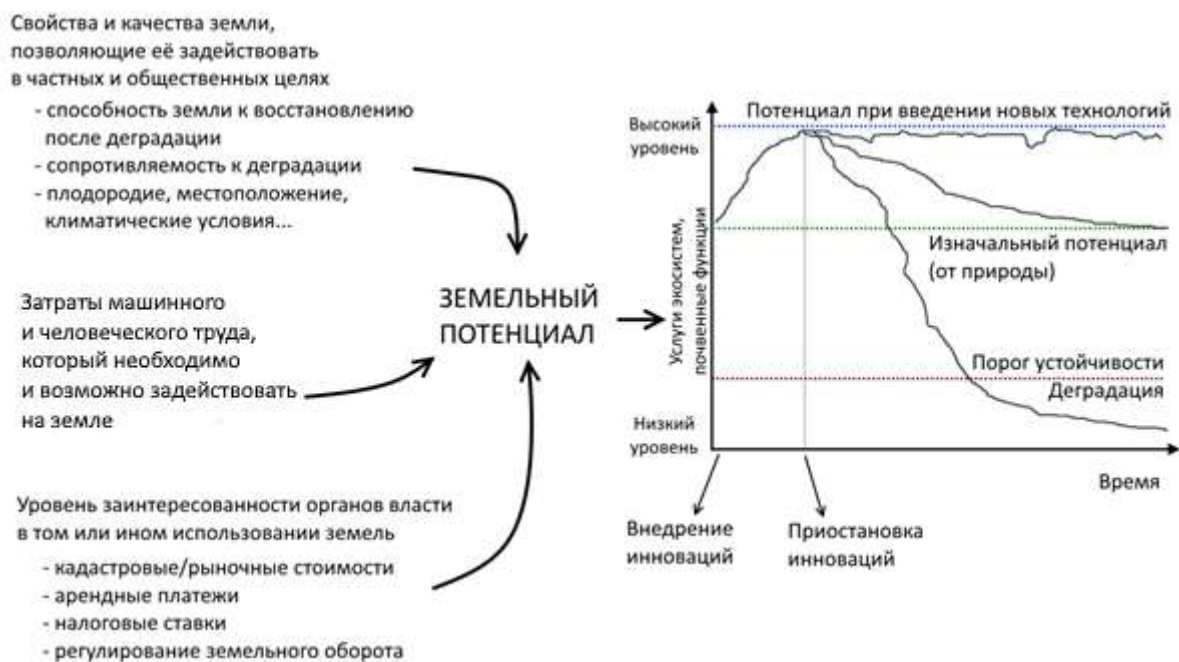 Свойства и качества земли,
позволяющие её задействовать
в частных и общественных целях
- способность земли к восстановлению
после деградации
- сопротивляемость к деградации
- плодородие, местоположение,
климатические условия...
Затраты машинного
и человеческого труда,
который необходимо
и возможно задействовать
на земле
Уровень заинтересованности органов власти
в том или ином использовании земель
- кадастровые/рыночные стоимости
- арендные платежи
- налоговые ставки
- регулирование земельного оборота
ЗЕМЕЛЬНЫЙ
ПОТЕНЦИАЛ
Услуги экосистем,
почвенные функции
Высокий
уровень
Низкий
уровень
Потенциал при введении новых технологий
Изначальный потенциал
(от природы)
Порог устойчивости
Деградация
Время
Внедрение
инноваций
Приостановка
инноваций